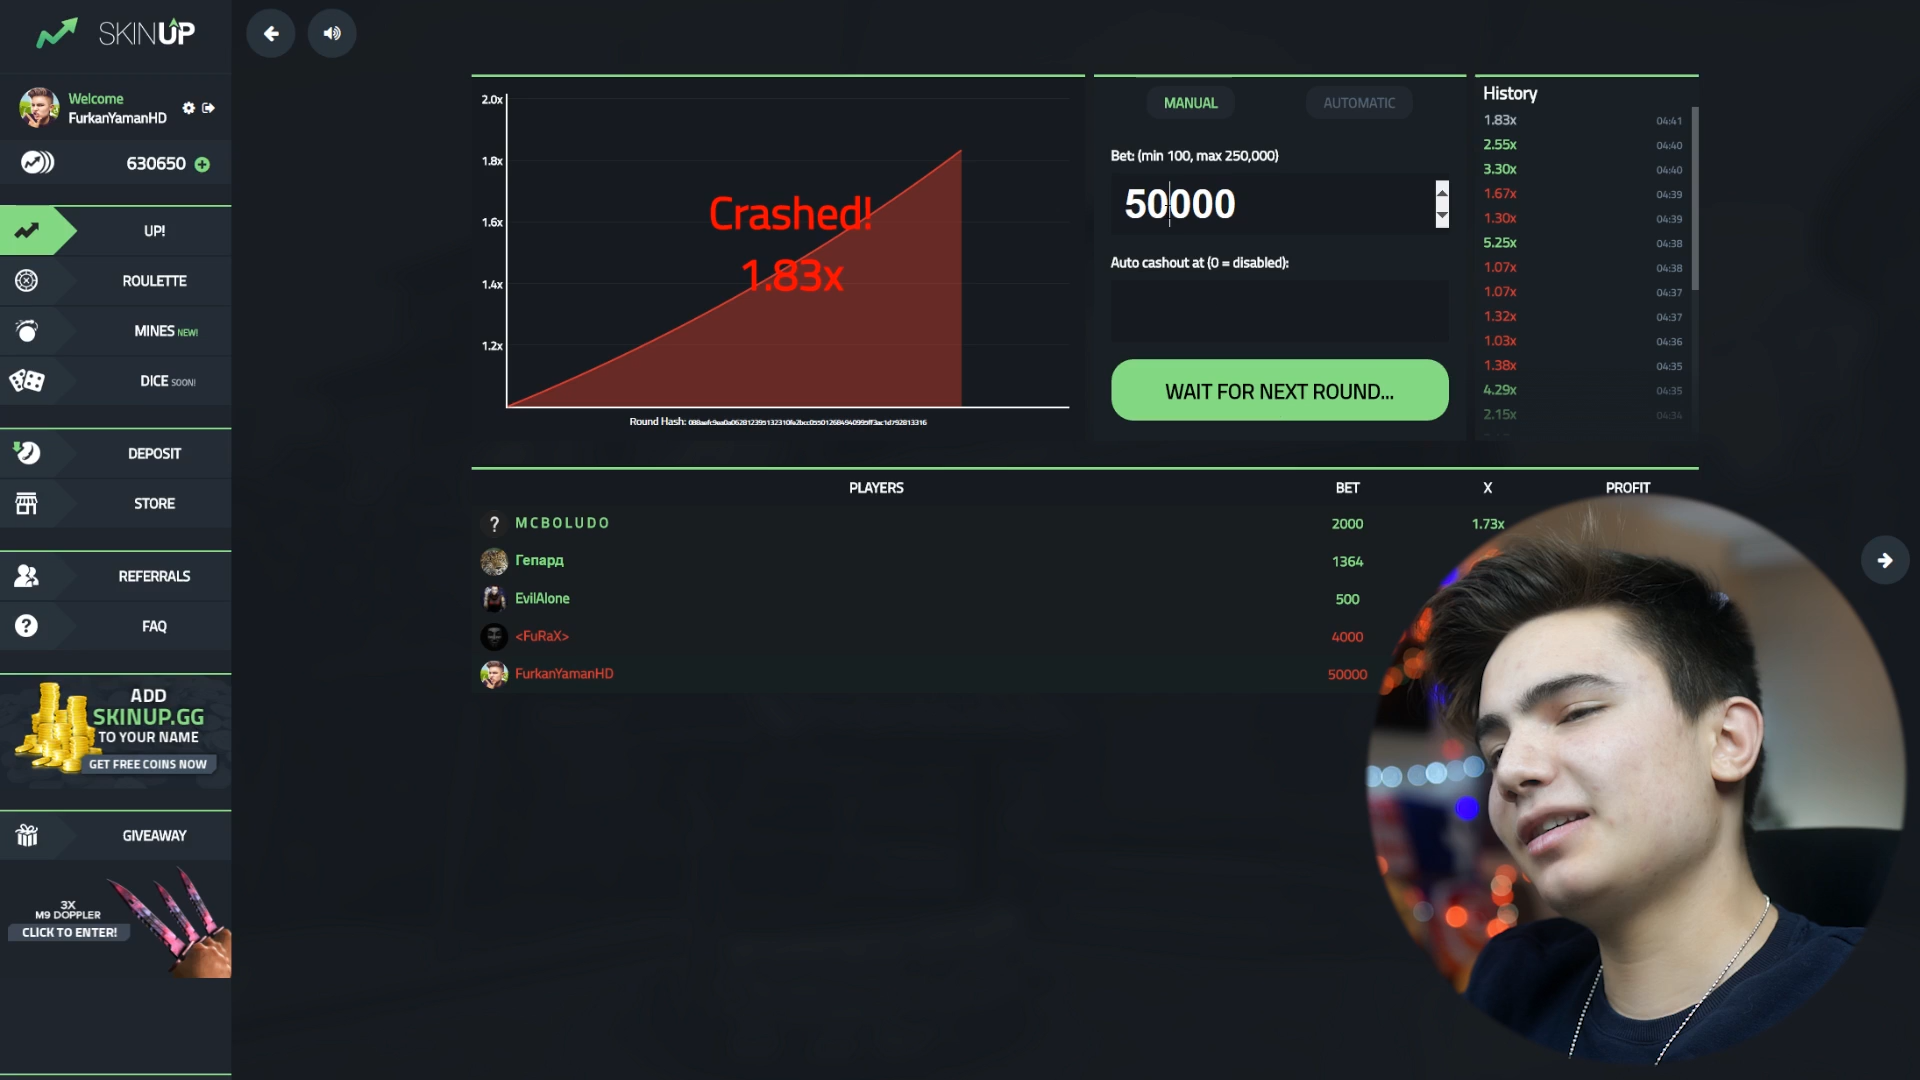 SKINUP
Welcome
FurkanYamanHD
630650
UP!
ROULETTE
MINES NEW!
DICE SOON!
DEPOSIT
STORE
REFERRALS
FAQ
ADD
SKINUP.GG
TO YOUR NAME
GET FREE COINS NOW
GIVEAWAY
3X
M9 DOPPLER
CLICK TO ENTER!
2.0x
1.8x
1.6x
1.4x
1.2x
Crashed!
1.83x
Round Hash:
MANUAL
AUTOMATIC
Bet: (min 100, max 250,000)
50000
Auto cashout at (0 = disabled):
WAIT FOR NEXT ROUND...
History
1.83x 04:41
2.55x 04:40
3.30x 04:40
1.67x 04:39
1.30x 04:39
5.25x 04:38
1.07x 04:38
1.07x 04:37
1.32x 04:37
1.03x 04:36
1.38x 04:35
4.29x 04:35
2.15x 04:34
PLAYERS BET X PROFIT
? MCBOLUDO 2000 1.73x
Гепард 1364
EvilAlone 500
<FuRaX> 4000
FurkanYamanHD 50000